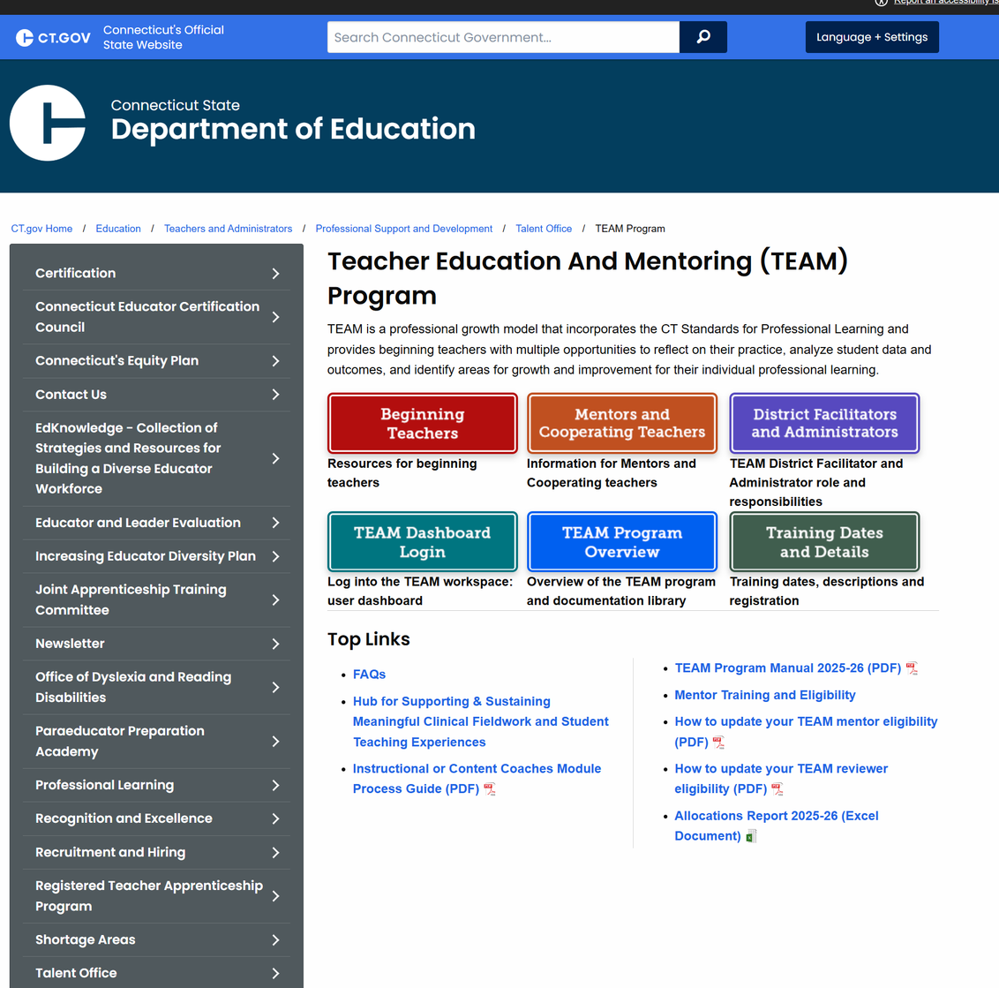 Report an accessibility is
CT.GOV
Connecticut's Official
State Website
Search Connecticut Government...
Language + Settings
Connecticut State
Department of Education
CT.gov Home / Education / Teachers and Administrators / Professional Support and Development / Talent Office / TEAM Program
Certification
Connecticut Educator Certification
Council
Connecticut's Equity Plan
Contact Us
EdKnowledge - Collection of
Strategies and Resources for
Building a Diverse Educator
Workforce
Educator and Leader Evaluation
Increasing Educator Diversity Plan
Joint Apprenticeship Training
Committee
Newsletter
Office of Dyslexia and Reading
Disabilities
Paraeducator Preparation
Academy
Professional Learning
Recognition and Excellence
Recruitment and Hiring
Registered Teacher Apprenticeship
Program
Shortage Areas
Talent Office
Teacher Education And Mentoring (TEAM)
Program
TEAM is a professional growth model that incorporates the CT Standards for Professional Learning and
provides beginning teachers with multiple opportunities to reflect on their practice, analyze student data and
outcomes, and identify areas for growth and improvement for their individual professional learning.
Beginning
Teachers
Resources for beginning
teachers
Mentors and
Cooperating Teachers
Information for Mentors and
Cooperating teachers
District Facilitators
and Administrators
TEAM District Facilitator and
Administrator role and
responsibilities
TEAM Dashboard
Login
Log into the TEAM workspace:
user dashboard
TEAM Program
Overview
Overview of the TEAM program
and documentation library
Training Dates
and Details
Training dates, descriptions and
registration
Top Links
FAQs
Hub for Supporting & Sustaining
Meaningful Clinical Fieldwork and Student
Teaching Experiences
Instructional or Content Coaches Module
Process Guide (PDF)
TEAM Program Manual 2025-26 (PDF)
Mentor Training and Eligibility
How to update your TEAM mentor eligibility
(PDF)
How to update your TEAM reviewer
eligibility (PDF)
Allocations Report 2025-26 (Excel
Document)